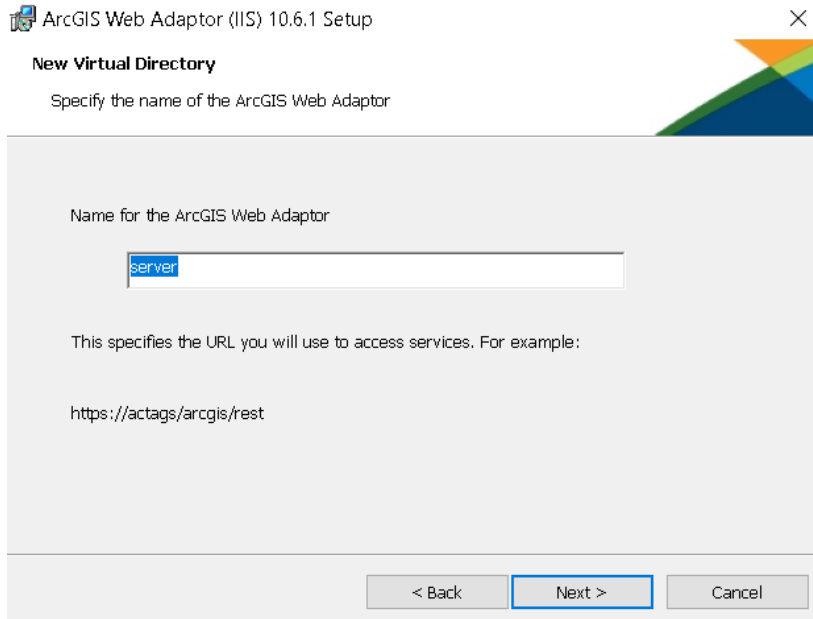 ArcGIS Web Adaptor (IIS) 10.6.1 Setup
New Virtual Directory
Specify the name of the ArcGIS Web Adaptor
Name for the ArcGIS Web Adaptor
server
This specifies the URL you will use to access services. For example:
https://actags/arcgis/rest
< Back Next > Cancel